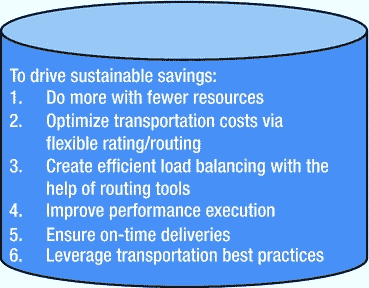 To drive sustainable savings:
1. Do more with fewer resources
2. Optimize transportation costs via
flexible rating/routing
3. Create efficient load balancing with the
help of routing tools
4. Improve performance execution
5. Ensure on-time deliveries
6. Leverage transportation best practices